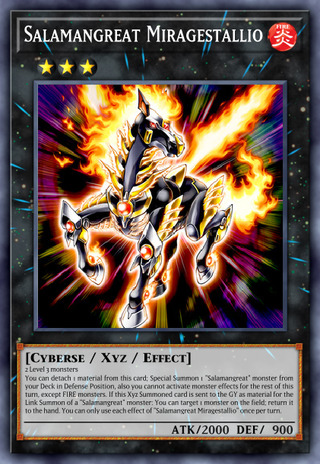 Salamangreat Miragestallio
FIRE
炎
[Cyberse / Xyz / Effect]
2 Level 3 monsters
You can detach 1 material from this card; Special Summon 1 "Salamangreat" monster from
your Deck in Defense Position, also you cannot activate monster effects for the rest of this
turn, except FIRE monsters. If this Xyz Summoned card is sent to the GY as material for the
Link Summon of a "Salamangreat" monster: You can target 1 monster on the field; return it
to the hand. You can only use each effect of "Salamangreat Miragestallio" once per turn.
ATK/2000 DEF/ 900